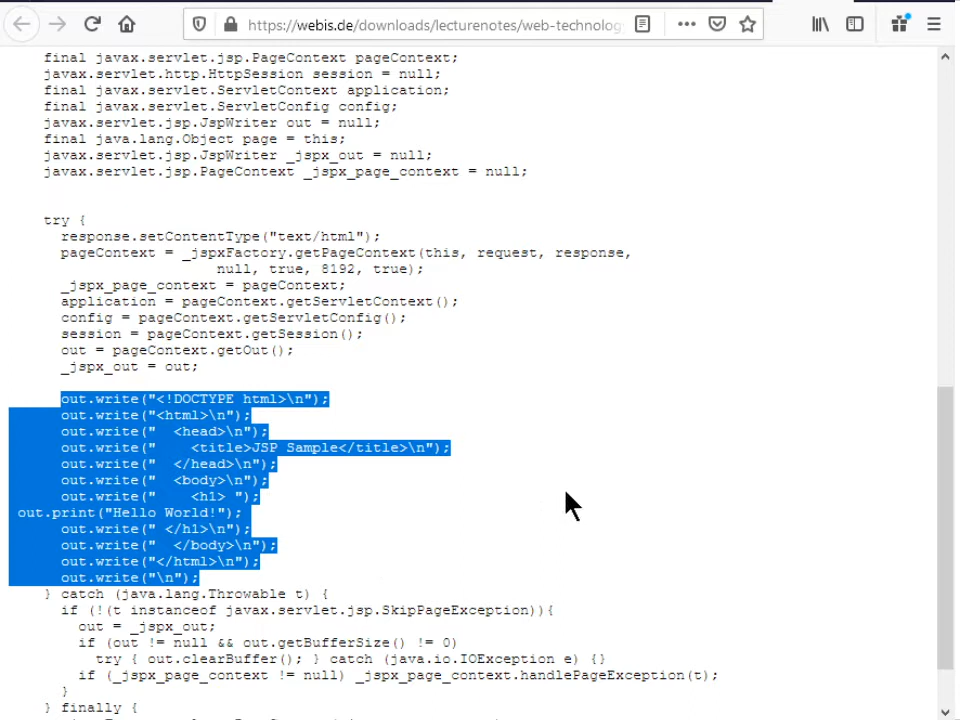 https://webis.de/downloads/lecturenotes/web-technology
final javax.servlet.jsp.PageContext pageContext;
javax.servlet.http.HttpSession session = null;
final javax.servlet.ServletContext application;
final javax.servlet.ServletConfig config;
javax.servlet.jsp.JspWriter out = null;
final java.lang.Object page = this;
javax.servlet.jsp.JspWriter _jspx_out = null;
javax.servlet.jsp.PageContext _jspx_page_context = null;
try {
response.setContentType("text/html");
pageContext = _jspxFactory.getPageContext(this, request, response,
null, true, 8192, true);
_jspx_page_context = pageContext;
application = pageContext.getServletContext();
config = pageContext.getServletConfig();
session = pageContext.getSession();
out = pageContext.getOut();
_jspx_out = out;
out.write("<!DOCTYPE html>\n");
out.write("<html>\n");
out.write("  <head>\n");
out.write("    <title>JSP Sample</title>\n");
out.write("  </head>\n");
out.write("  <body>\n");
out.write("    <h1> ");
out.print("Hello World!");
out.write(" </h1>\n");
out.write("  </body>\n");
out.write("</html>\n");
out.write("\n");
} catch (java.lang.Throwable t) {
if (!(t instanceof javax.servlet.jsp.SkipPageException)){
out = _jspx_out;
if (out != null && out.getBufferSize() != 0)
try { out.clearBuffer(); } catch (java.io.IOException e) {}
if (_jspx_page_context != null) _jspx_page_context.handlePageException(t);
}
} finally {